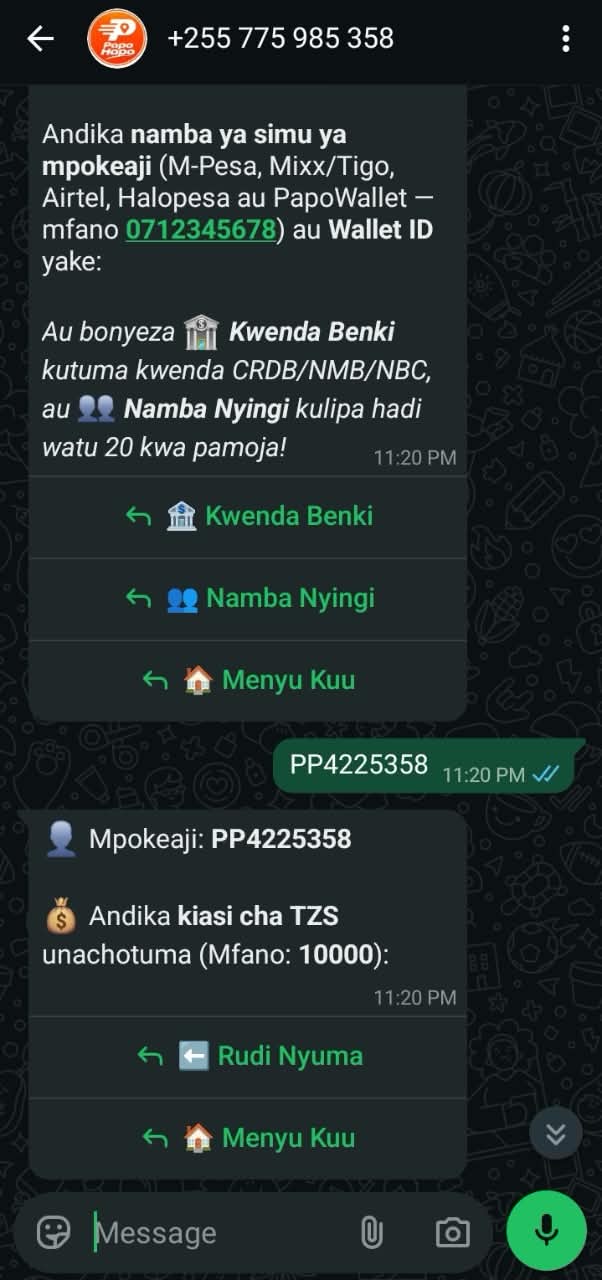 Papo
Hapo
+255 775 985 358
Andika namba ya simu ya
mpokeaji (M-Pesa, Mixx/Tigo,
Airtel, Halopesa au PapoWallet —
mfano 0712345678) au Wallet ID
yake:
Au bonyeza 🏦 Kwenda Benki
kutuma kwenda CRDB/NMB/NBC,
au 👥 Namba Nyingi kulipa hadi
watu 20 kwa pamoja!
11:20 PM
🏦 Kwenda Benki
👥 Namba Nyingi
🏠 Menyu Kuu
PP4225358 11:20 PM
👤 Mpokeaji: PP4225358
💰 Andika kiasi cha TZS
unachotuma (Mfano: 10000):
11:20 PM
⬅️ Rudi Nyuma
🏠 Menyu Kuu
Message